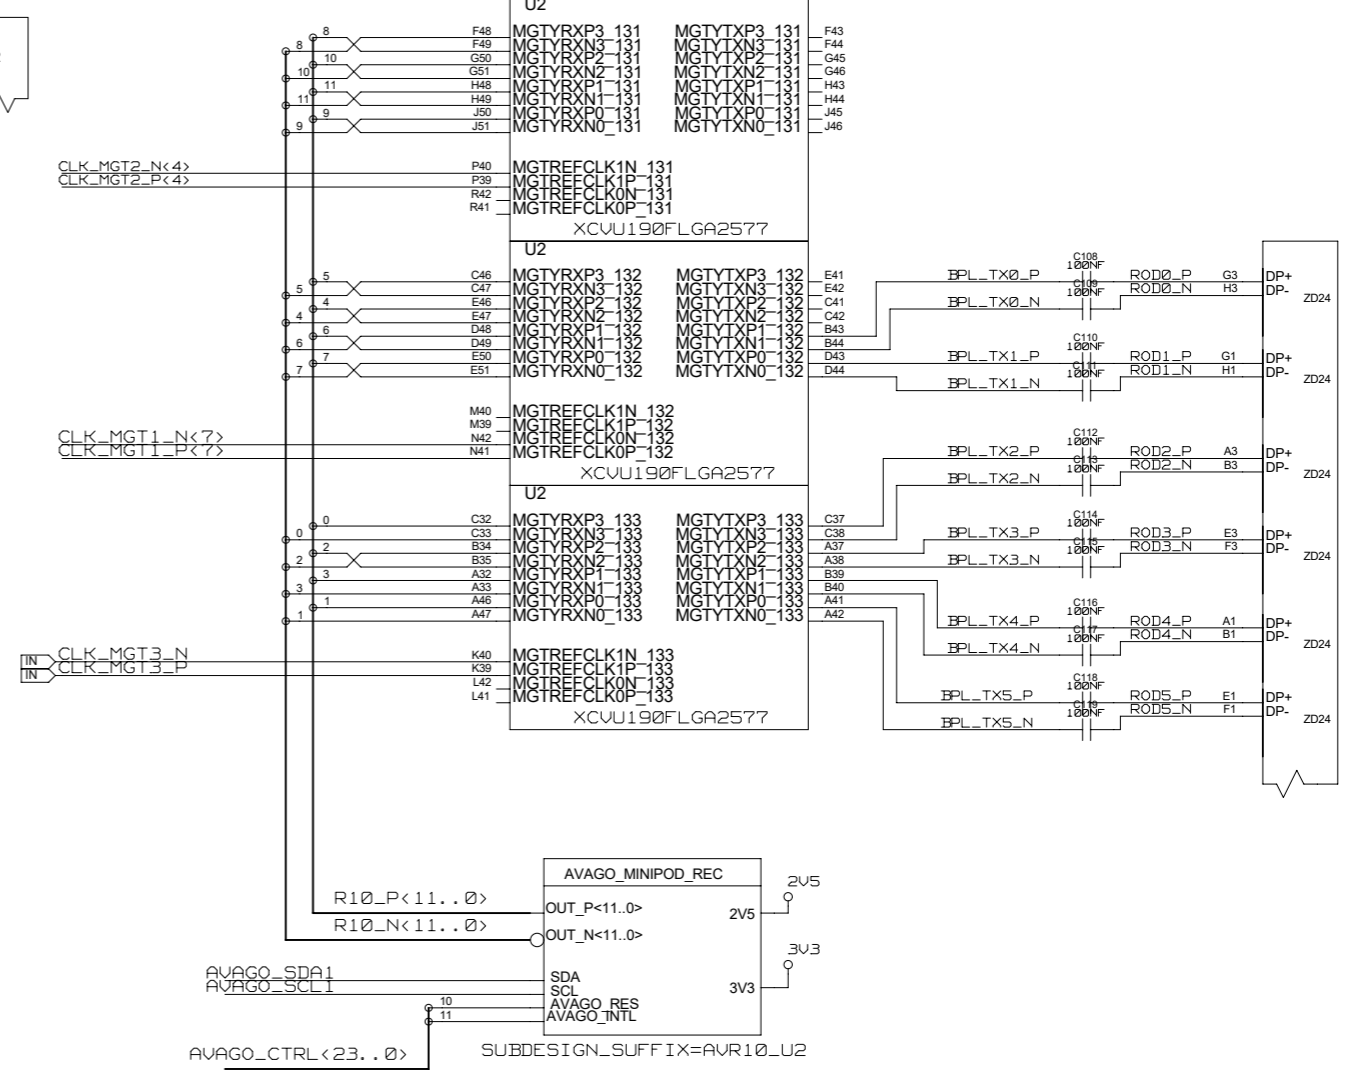 U2
8 F48 MGTYRXP3_131 MGTYTXP3_131 F43
8 F49 MGTYRXN3_131 MGTYTXN3_131 F44
10 G50 MGTYRXP2_131 MGTYTXP2_131 G45
10 G51 MGTYRXN2_131 MGTYTXN2_131 G46
11 H48 MGTYRXP1_131 MGTYTXP1_131 H43
11 H49 MGTYRXN1_131 MGTYTXN1_131 H44
9 J50 MGTYRXP0_131 MGTYTXP0_131 J45
9 J51 MGTYRXN0_131 MGTYTXN0_131 J46
CLK_MGT2_N<4> P40 MGTREFCLK1N_131
CLK_MGT2_P<4> P39 MGTREFCLK1P_131
R42 MGTREFCLK0N_131
R41 MGTREFCLK0P_131
XCVU190FLGA2577
U2
5 C46 MGTYRXP3_132 MGTYTXP3_132 E41
5 C47 MGTYRXN3_132 MGTYTXN3_132 E42
4 E46 MGTYRXP2_132 MGTYTXP2_132 C41
4 E47 MGTYRXN2_132 MGTYTXN2_132 C42
6 D48 MGTYRXP1_132 MGTYTXP1_132 B43
6 D49 MGTYRXN1_132 MGTYTXN1_132 B44
7 E50 MGTYRXP0_132 MGTYTXP0_132 D43
7 E51 MGTYRXN0_132 MGTYTXN0_132 D44
M40 MGTREFCLK1N_132
M39 MGTREFCLK1P_132
CLK_MGT1_N<7> N42 MGTREFCLK0N_132
CLK_MGT1_P<7> N41 MGTREFCLK0P_132
XCVU190FLGA2577
U2
0 C32 MGTYRXP3_133 MGTYTXP3_133 C37
0 C33 MGTYRXN3_133 MGTYTXN3_133 C38
2 B34 MGTYRXP2_133 MGTYTXP2_133 A37
2 B35 MGTYRXN2_133 MGTYTXN2_133 A38
3 A32 MGTYRXP1_133 MGTYTXP1_133 B39
3 A33 MGTYRXN1_133 MGTYTXN1_133 B40
1 A46 MGTYRXP0_133 MGTYTXP0_133 A41
1 A47 MGTYRXN0_133 MGTYTXN0_133 A42
IN CLK_MGT3_N K40 MGTREFCLK1N_133
IN CLK_MGT3_P K39 MGTREFCLK1P_133
L42 MGTREFCLK0N_133
L41 MGTREFCLK0P_133
XCVU190FLGA2577
C108
BPL_TX0_P 100NF ROD0_P G3 DP+
C109
BPL_TX0_N 100NF ROD0_N H3 DP-
ZD24
C110
BPL_TX1_P 100NF ROD1_P G1 DP+
C111
BPL_TX1_N 100NF ROD1_N H1 DP-
ZD24
C112
BPL_TX2_P 100NF ROD2_P A3 DP+
C113
BPL_TX2_N 100NF ROD2_N B3 DP-
ZD24
C114
BPL_TX3_P 100NF ROD3_P E3 DP+
C115
BPL_TX3_N 100NF ROD3_N F3 DP-
ZD24
C116
BPL_TX4_P 100NF ROD4_P A1 DP+
C117
BPL_TX4_N 100NF ROD4_N B1 DP-
ZD24
C118
BPL_TX5_P 100NF ROD5_P E1 DP+
C119
BPL_TX5_N 100NF ROD5_N F1 DP-
ZD24
AVAGO_MINIPOD_REC
R10_P<11..0> OUT_P<11..0> 2V5 2V5
R10_N<11..0> OUT_N<11..0>
AVAGO_SDA1 SDA 3V3
AVAGO_SCL1 SCL 3V3
10 AVAGO_RES
11 AVAGO_INTL
AVAGO_CTRL<23..0>
SUBDESIGN_SUFFIX=AVR10_U2